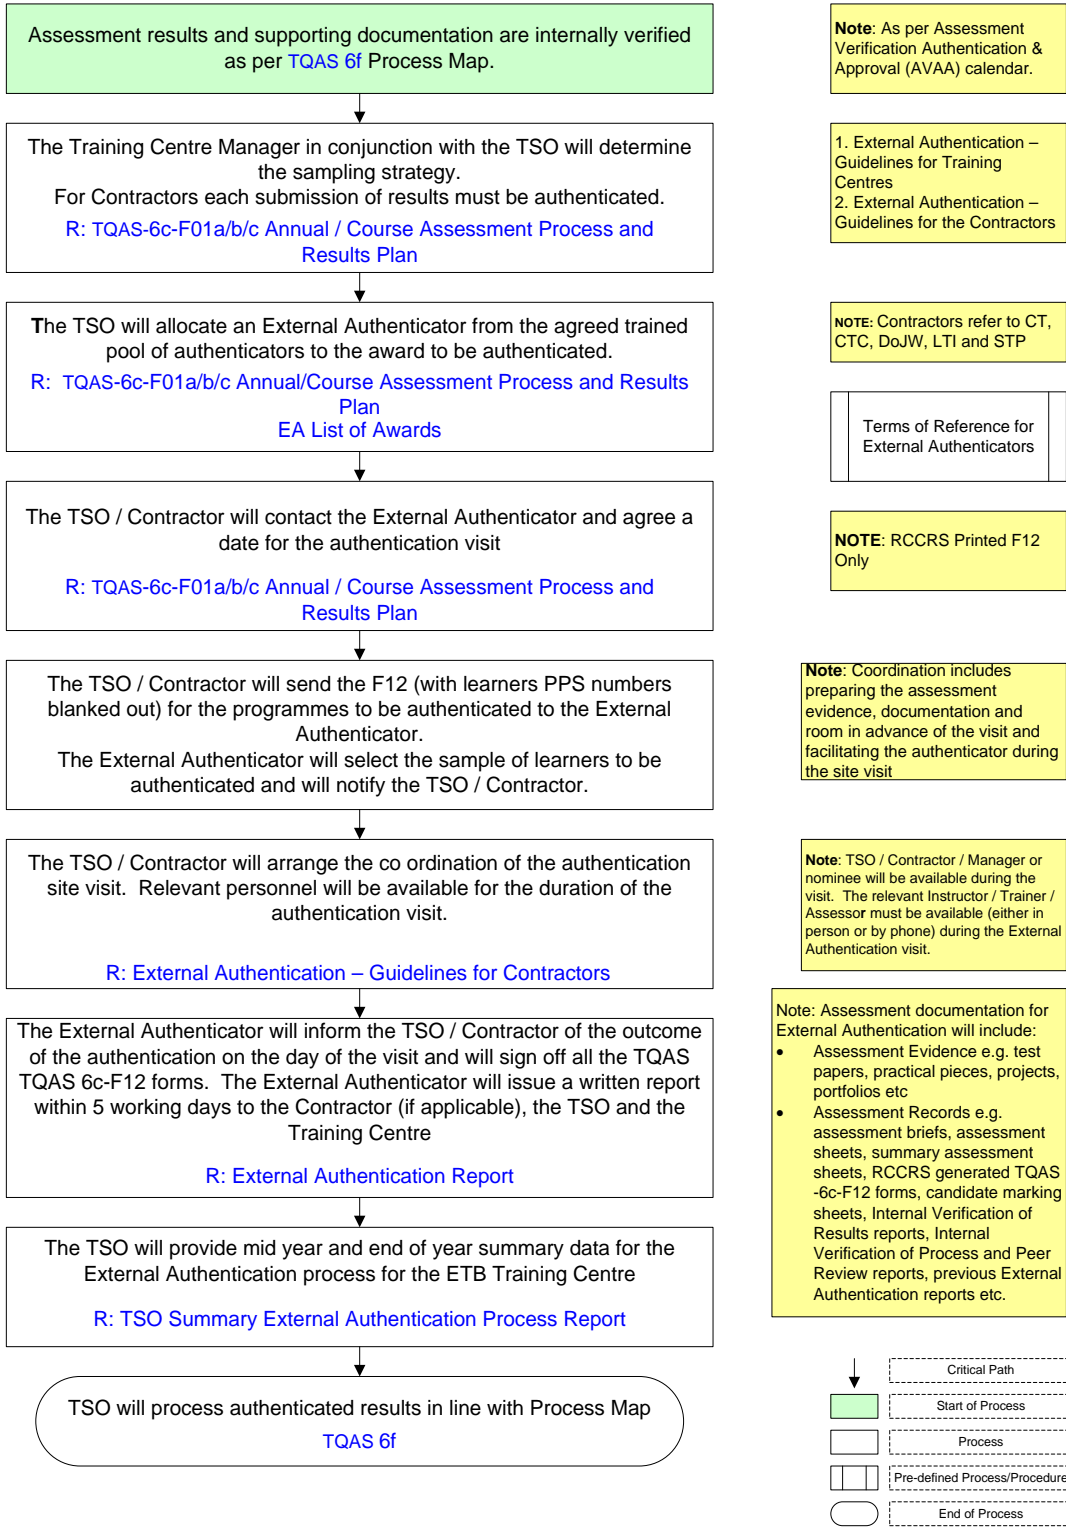 Assessment results and supporting documentation are internally verified
as per TQAS 6f Process Map.
The Training Centre Manager in conjunction with the TSO will determine
the sampling strategy.
For Contractors each submission of results must be authenticated.
R: TQAS-6c-F01a/b/c Annual / Course Assessment Process and
Results Plan
The TSO will allocate an External Authenticator from the agreed trained
pool of authenticators to the award to be authenticated.
R:  TQAS-6c-F01a/b/c Annual/Course Assessment Process and Results
Plan
EA List of Awards
The TSO / Contractor will contact the External Authenticator and agree a
date for the authentication visit
R: TQAS-6c-F01a/b/c Annual / Course Assessment Process and
Results Plan
The TSO / Contractor will send the F12 (with learners PPS numbers
blanked out) for the programmes to be authenticated to the External
Authenticator.
The External Authenticator will select the sample of learners to be
authenticated and will notify the TSO / Contractor.
The TSO / Contractor will arrange the co ordination of the authentication
site visit.  Relevant personnel will be available for the duration of the
authentication visit.
R: External Authentication – Guidelines for Contractors
The External Authenticator will inform the TSO / Contractor of the outcome
of the authentication on the day of the visit and will sign off all the TQAS
TQAS 6c-F12 forms.  The External Authenticator will issue a written report
within 5 working days to the Contractor (if applicable), the TSO and the
Training Centre
R: External Authentication Report
The TSO will provide mid year and end of year summary data for the
External Authentication process for the ETB Training Centre
R: TSO Summary External Authentication Process Report
TSO will process authenticated results in line with Process Map
TQAS 6f
Note: As per Assessment
Verification Authentication &
Approval (AVAA) calendar.
1. External Authentication –
Guidelines for Training
Centres
2. External Authentication –
Guidelines for the Contractors
NOTE: Contractors refer to CT,
CTC, DoJW, LTI and STP
Terms of Reference for
External Authenticators
NOTE: RCCRS Printed F12
Only
Note: Coordination includes
preparing the assessment
evidence, documentation and
room in advance of the visit and
facilitating the authenticator during
the site visit
Note: TSO / Contractor / Manager or
nominee will be available during the
visit.  The relevant Instructor / Trainer /
Assessor must be available (either in
person or by phone) during the External
Authentication visit.
Note: Assessment documentation for
External Authentication will include:
• Assessment Evidence e.g. test
papers, practical pieces, projects,
portfolios etc
• Assessment Records e.g.
assessment briefs, assessment
sheets, summary assessment
sheets, RCCRS generated TQAS
-6c-F12 forms, candidate marking
sheets, Internal Verification of
Results reports, Internal
Verification of Process and Peer
Review reports, previous External
Authentication reports etc.
Critical Path
Start of Process
Process
Pre-defined Process/Procedure
End of Process